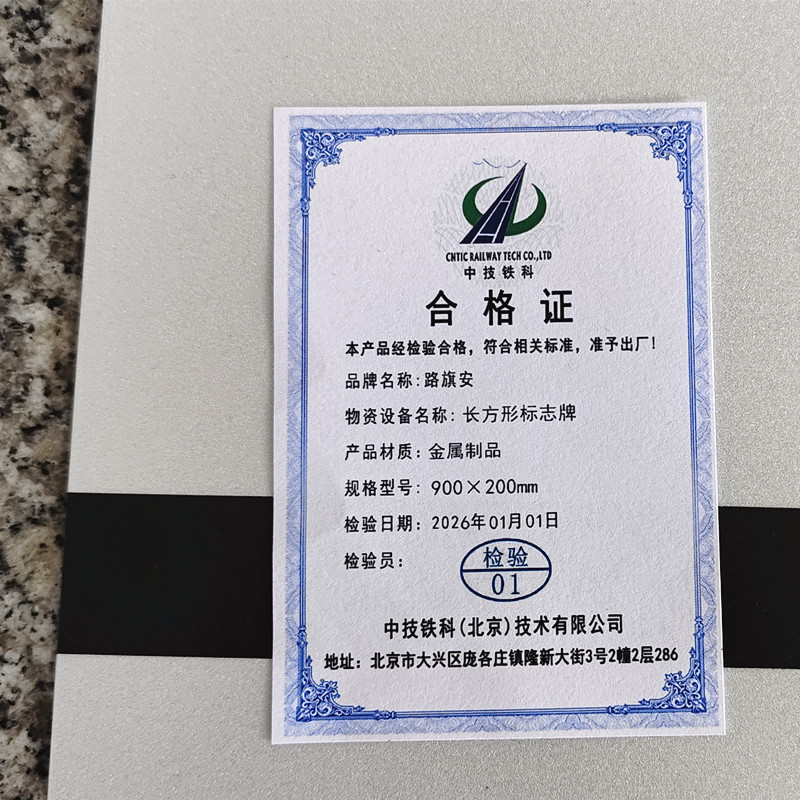 CNTIC RAILWAY TECH CO.,LTD
中技铁科
合格证
本产品经检验合格，符合相关标准，准予出厂！
品牌名称：路旗安
物资设备名称：长方形标志牌
产品材质：金属制品
规格型号：900×200mm
检验日期：2026年01月01日
检验员：
检验
01
中技铁科(北京)技术有限公司
地址：北京市大兴区庞各庄镇隆新大街3号2幢2层286